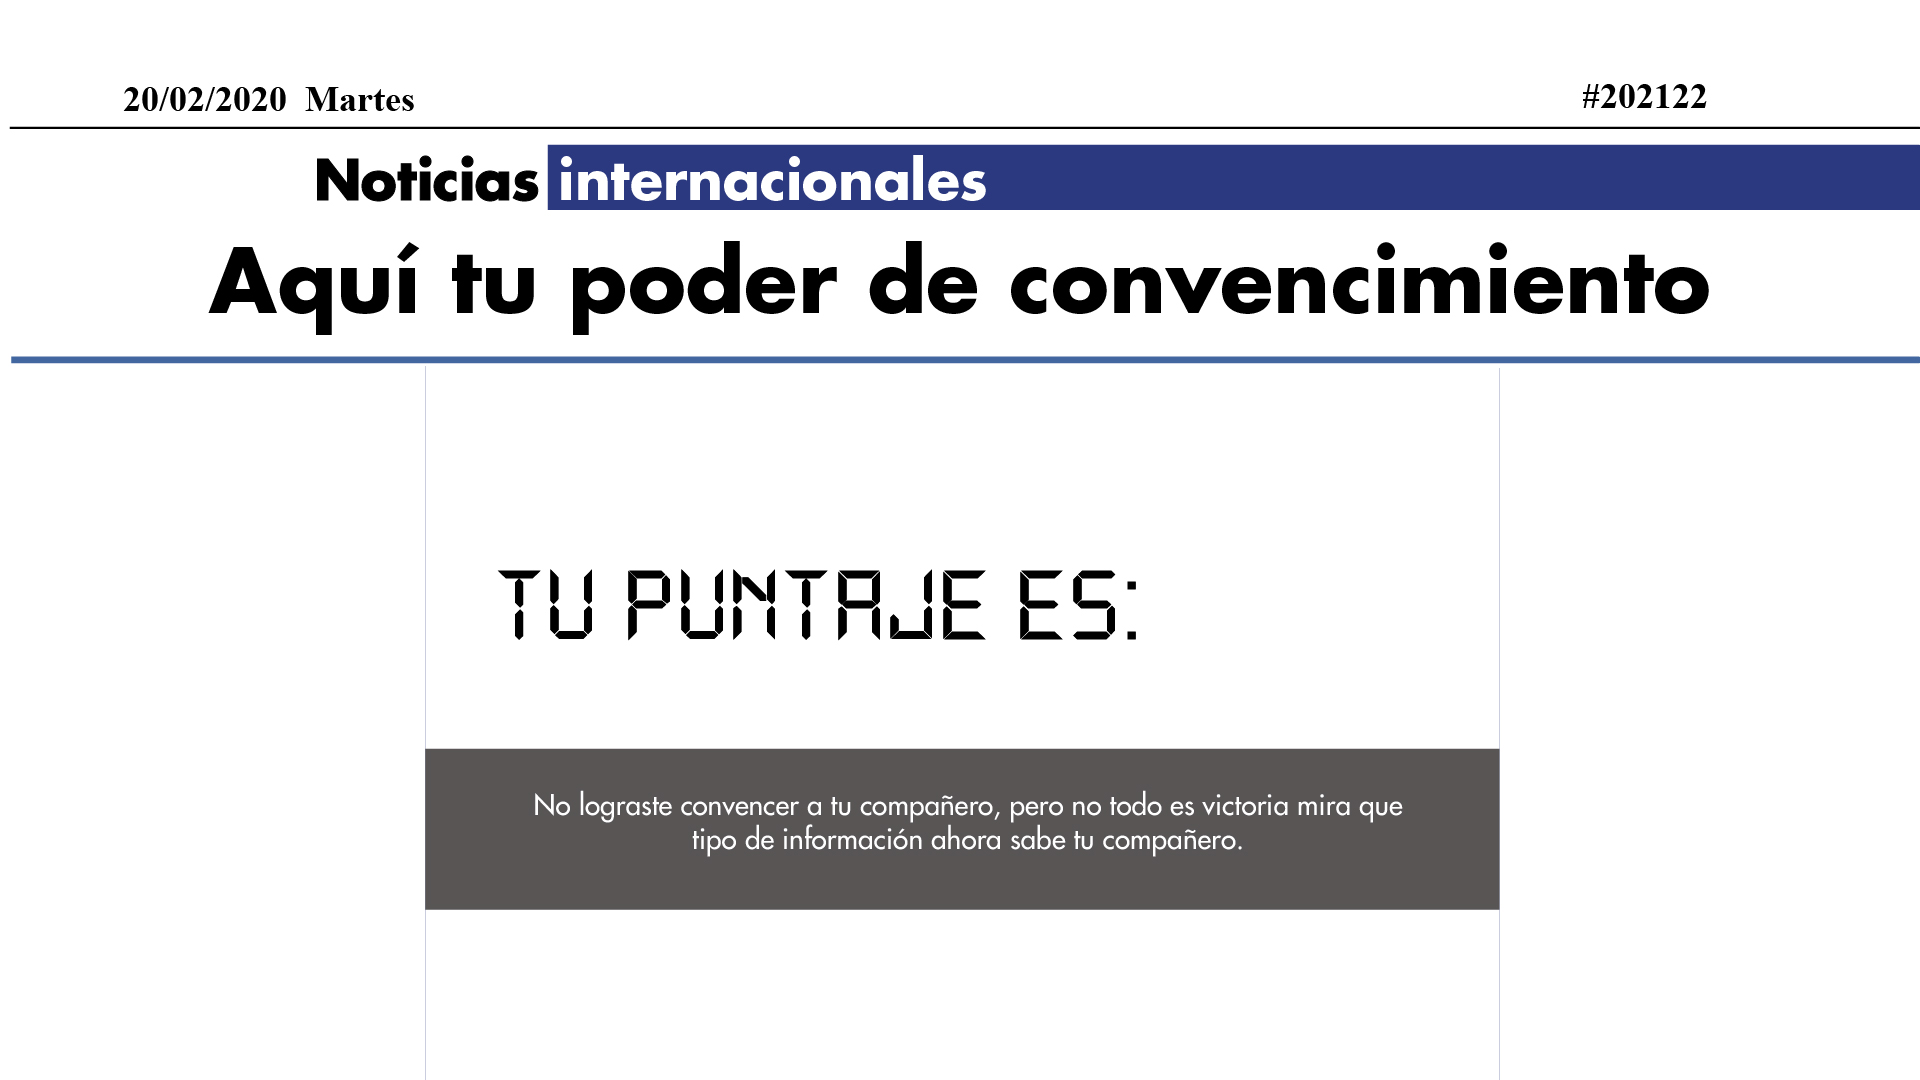 20/02/2020 Martes
#202122
Noticias internacionales
Aquí tu poder de convencimiento
TU PUNTAJE ES:
No lograste convencer a tu compañero, pero no todo es victoria mira que
tipo de información ahora sabe tu compañero.